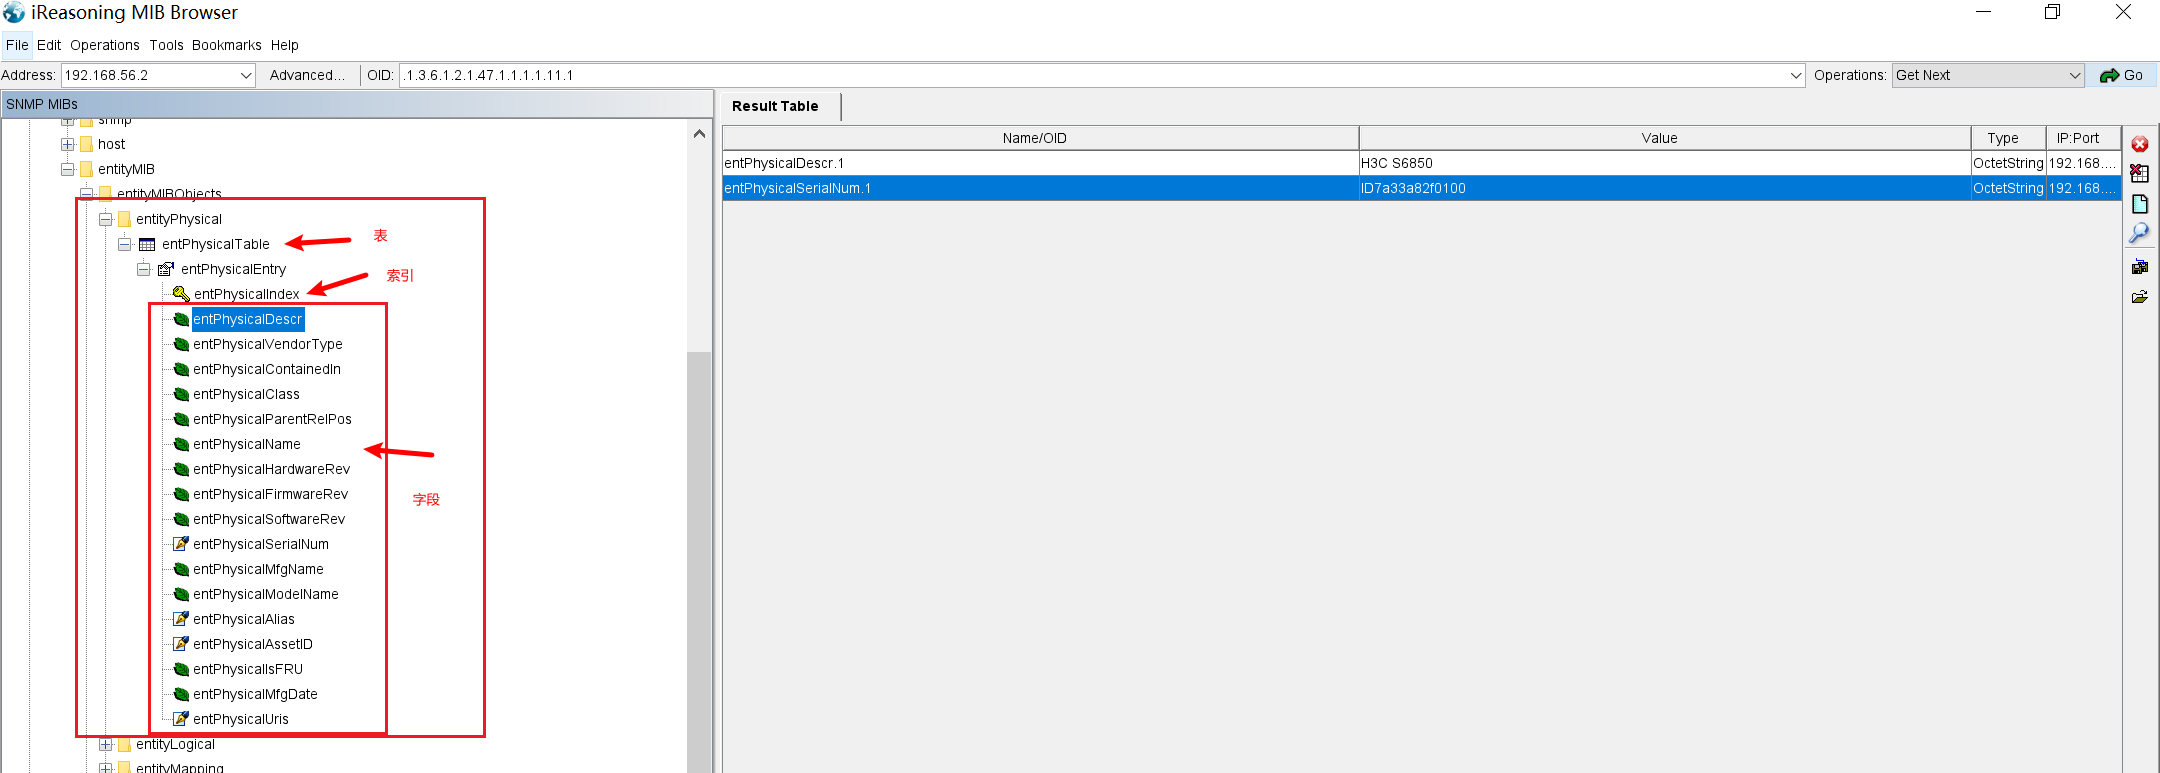 iReasoning MIB Browser
File Edit Operations Tools Bookmarks Help
Address: 192.168.56.2 Advanced... OID: .1.3.6.1.2.1.47.1.1.1.1.11.1 Operations: Get Next Go
SNMP MIBs
snmp
host
entityMIB
entityMIBObjects
entityPhysical
entPhysicalTable 表
entPhysicalEntry
索引
entPhysicalIndex
entPhysicalDescr
entPhysicalVendorType
entPhysicalContainedIn
entPhysicalClass
entPhysicalParentRelPos
entPhysicalName
entPhysicalHardwareRev
entPhysicalFirmwareRev
字段
entPhysicalSoftwareRev
entPhysicalSerialNum
entPhysicalMfgName
entPhysicalModelName
entPhysicalAlias
entPhysicalAssetID
entPhysicalIsFRU
entPhysicalMfgDate
entPhysicalUris
entityLogical
entityMapping
Result Table
Name/OID Value Type IP:Port
entPhysicalDescr.1 H3C S6850 OctetString 192.168....
entPhysicalSerialNum.1 ID7a33a82f0100 OctetString 192.168....